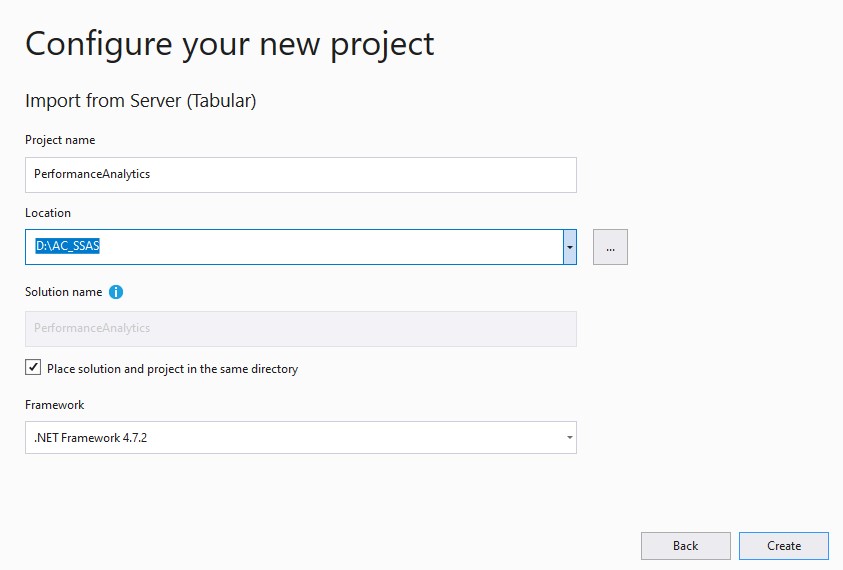 Configure your new project
Import from Server (Tabular)
Project name
PerformanceAnalytics
Location
D:\AC_SSAS
...
Solution name
PerformanceAnalytics
Place solution and project in the same directory
Framework
.NET Framework 4.7.2
Back
Create